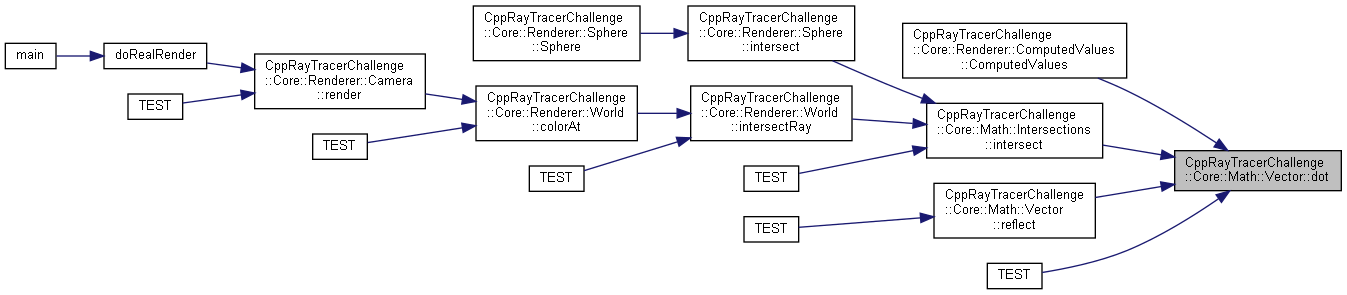 main
doRealRender
TEST
CppRayTracerChallenge
::Core::Renderer::Camera
::render
TEST
CppRayTracerChallenge
::Core::Renderer::Sphere
::Sphere
CppRayTracerChallenge
::Core::Renderer::World
::colorAt
TEST
CppRayTracerChallenge
::Core::Renderer::Sphere
::intersect
CppRayTracerChallenge
::Core::Renderer::World
::intersectRay
TEST
TEST
CppRayTracerChallenge
::Core::Renderer::ComputedValues
::ComputedValues
CppRayTracerChallenge
::Core::Math::Intersections
::intersect
CppRayTracerChallenge
::Core::Math::Vector
::reflect
TEST
TEST
CppRayTracerChallenge
::Core::Math::Vector::dot